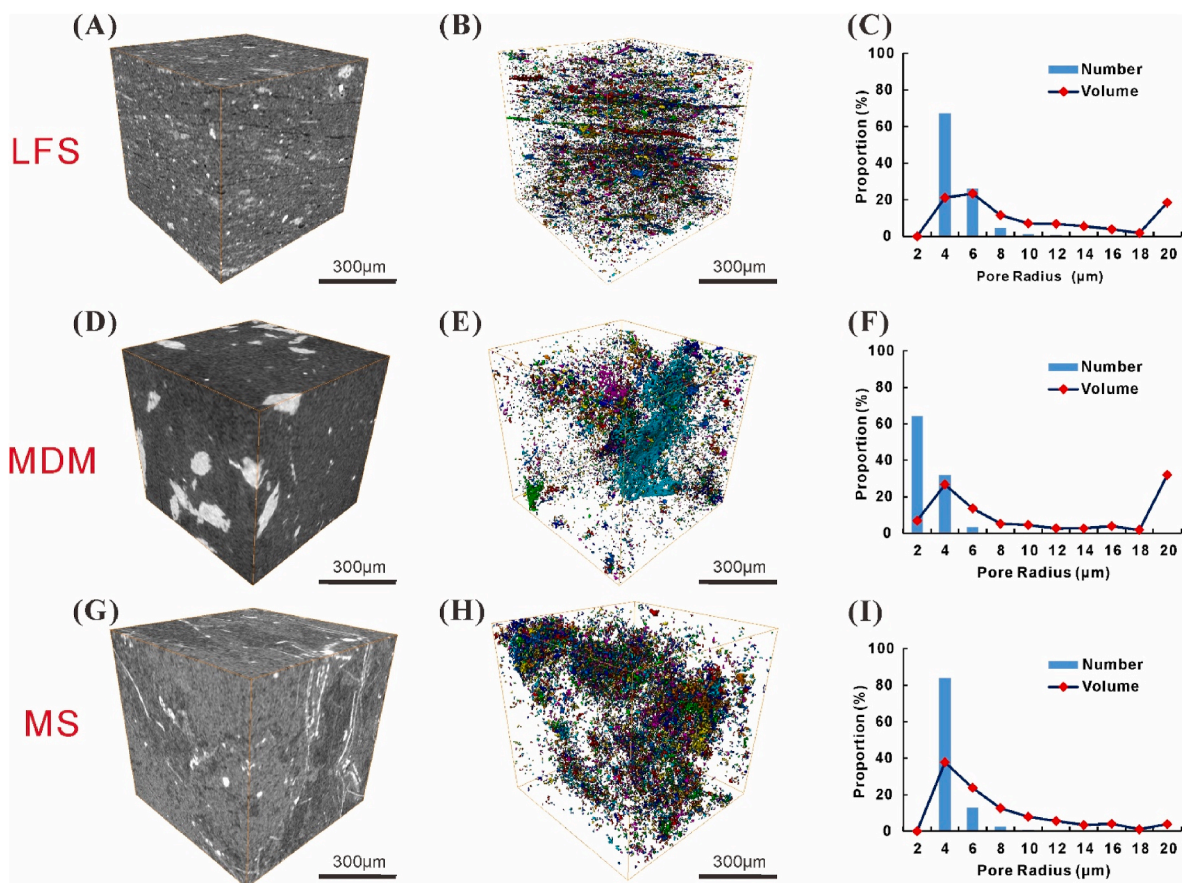 (A)
(B)
(C)
LFS
300μm
300μm
100
80
60
40
20
0
Proportion (%)
Number
Volume
2 4 6 8 10 12 14 16 18 20
Pore Radius (μm)
(D)
(E)
(F)
MDM
300μm
300μm
100
80
60
40
20
0
Proportion (%)
Number
Volume
2 4 6 8 10 12 14 16 18 20
Pore Radius (μm)
(G)
(H)
(I)
MS
300μm
300μm
100
80
60
40
20
0
Proportion (%)
Number
Volume
2 4 6 8 10 12 14 16 18 20
Pore Radius (μm)